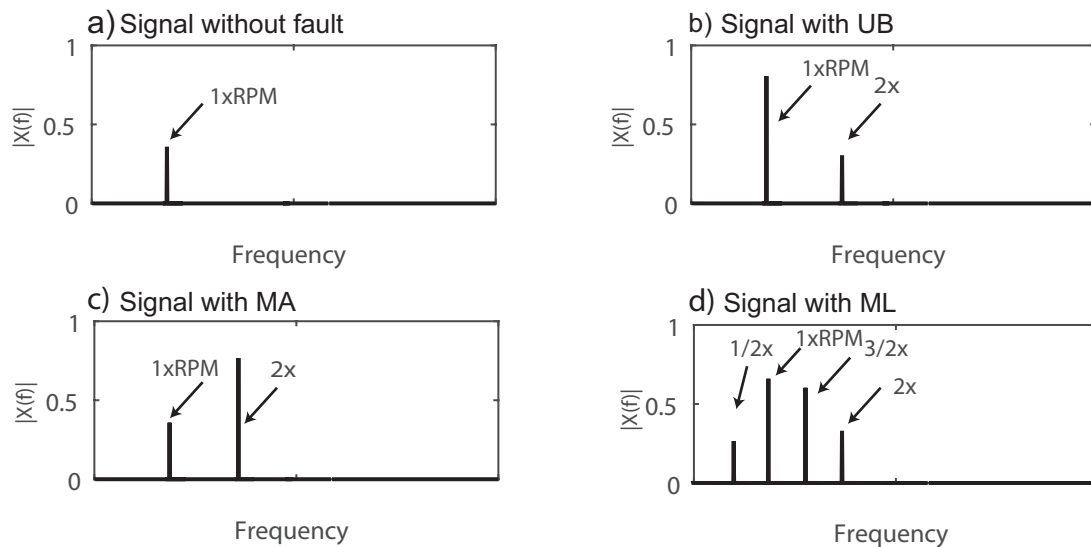 a) Signal without fault
1
1xRPM
|X(f)|
0.5
0
Frequency
b) Signal with UB
1
1xRPM
2x
|X(f)|
0.5
0
Frequency
c) Signal with MA
1
1xRPM
2x
|X(f)|
0.5
0
Frequency
d) Signal with ML
1
1/2x
1xRPM
3/2x
2x
|X(f)|
0.5
0
Frequency